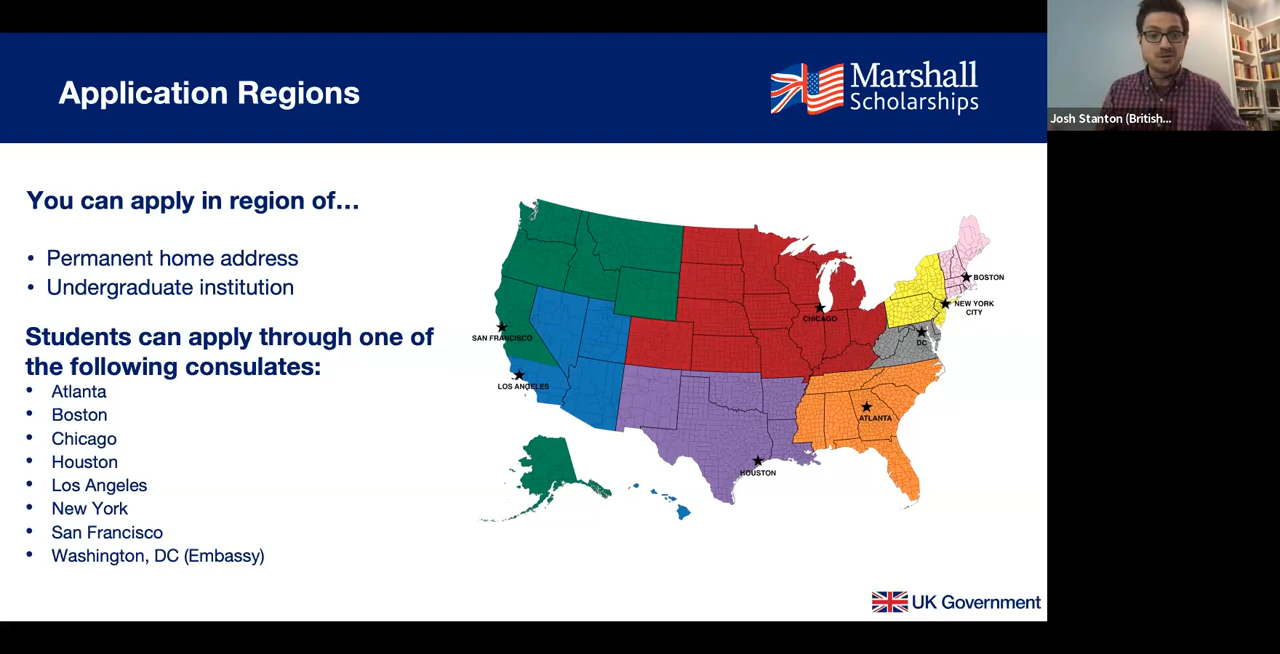 Application Regions
Marshall
Scholarships
Josh Stanton (British...
You can apply in region of...
• Permanent home address
• Undergraduate institution
Students can apply through one of
the following consulates:
• Atlanta
• Boston
• Chicago
• Houston
• Los Angeles
• New York
• San Francisco
• Washington, DC (Embassy)
BOSTON
NEW YORK
CITY
CHICAGO
DC
SAN FRANCISCO
LOS ANGELES
ATLANTA
HOUSTON
UK Government